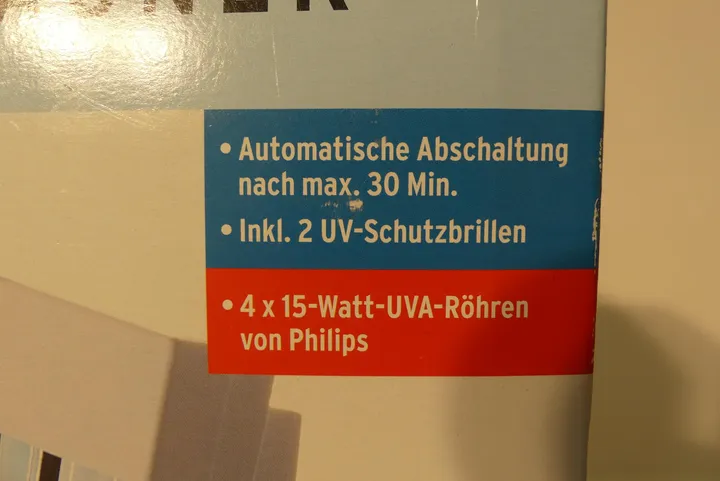 • Automatische Abschaltung
nach max. 30 Min.
• Inkl. 2 UV-Schutzbrillen
• 4 x 15-Watt-UVA-Röhren
von Philips